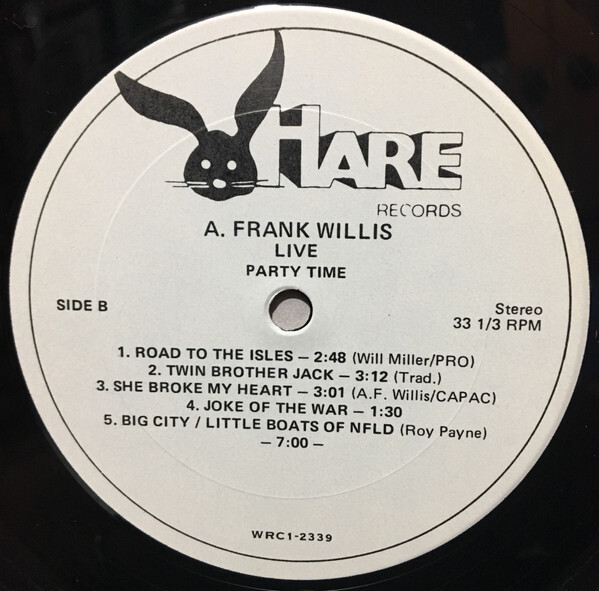 HARE
RECORDS
A. FRANK WILLIS
LIVE
PARTY TIME
SIDE B
Stereo
33 1/3 RPM
1. ROAD TO THE ISLES – 2:48 (Will Miller/PRO)
2. TWIN BROTHER JACK – 3:12 (Trad.)
3. SHE BROKE MY HEART – 3:01 (A.F. Willis/CAPAC)
4. JOKE OF THE WAR – 1:30
5. BIG CITY / LITTLE BOATS OF NFLD (Roy Payne)
– 7:00 –
WRC1-2339